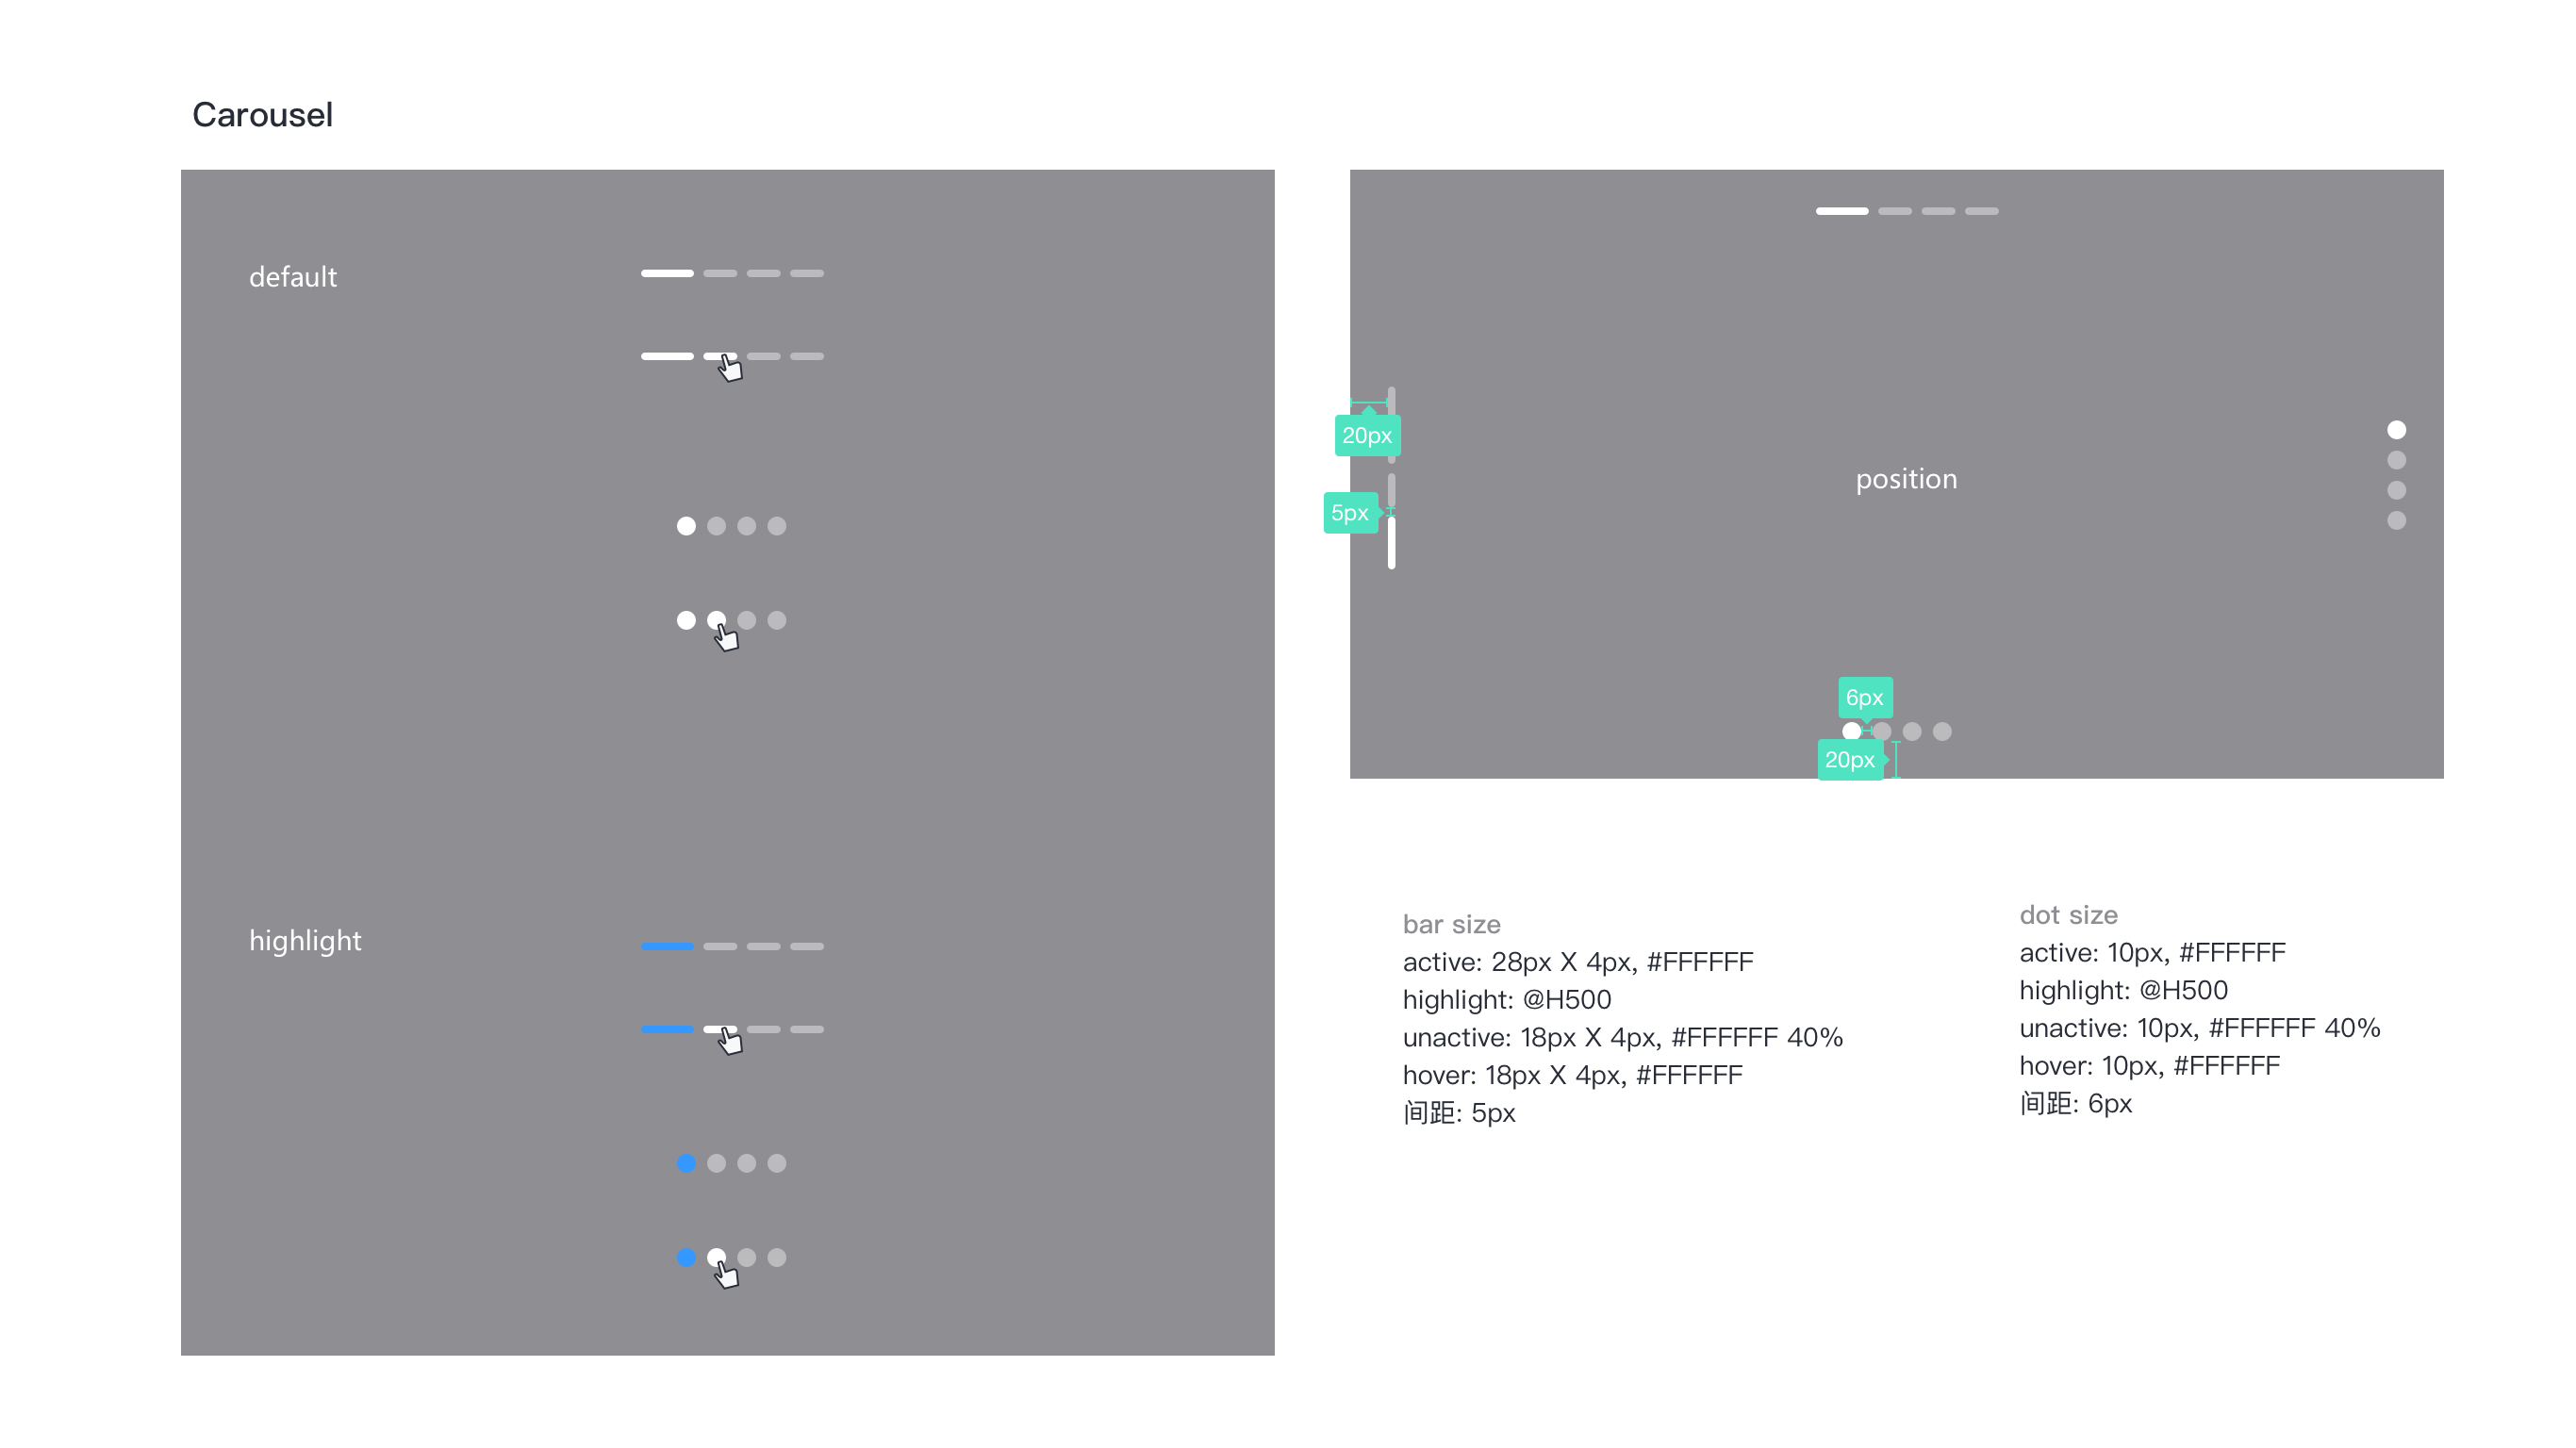 Carousel
default
highlight
20px
5px
position
6px
20px
bar size
active: 28px X 4px, #FFFFFF
highlight: @H500
unactive: 18px X 4px, #FFFFFF 40%
hover: 18px X 4px, #FFFFFF
间距: 5px
dot size
active: 10px, #FFFFFF
highlight: @H500
unactive: 10px, #FFFFFF 40%
hover: 10px, #FFFFFF
间距: 6px